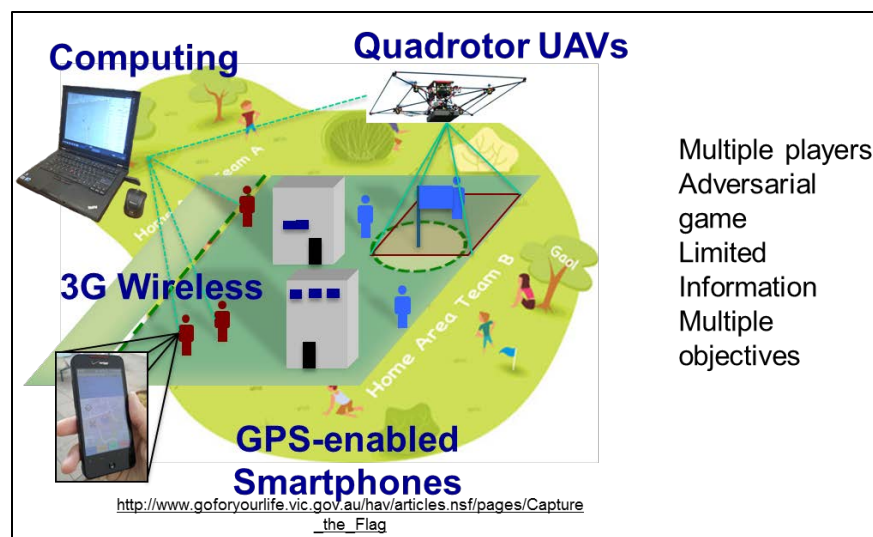 Computing
Quadrotor UAVs
Home Area Team A
3G Wireless
Gaol
Home Area Team B
GPS-enabled
Smartphones
http://www.goforyourlife.vic.gov.au/hav/articles.nsf/pages/Capture
_the_Flag
Multiple players
Adversarial
game
Limited
Information
Multiple
objectives